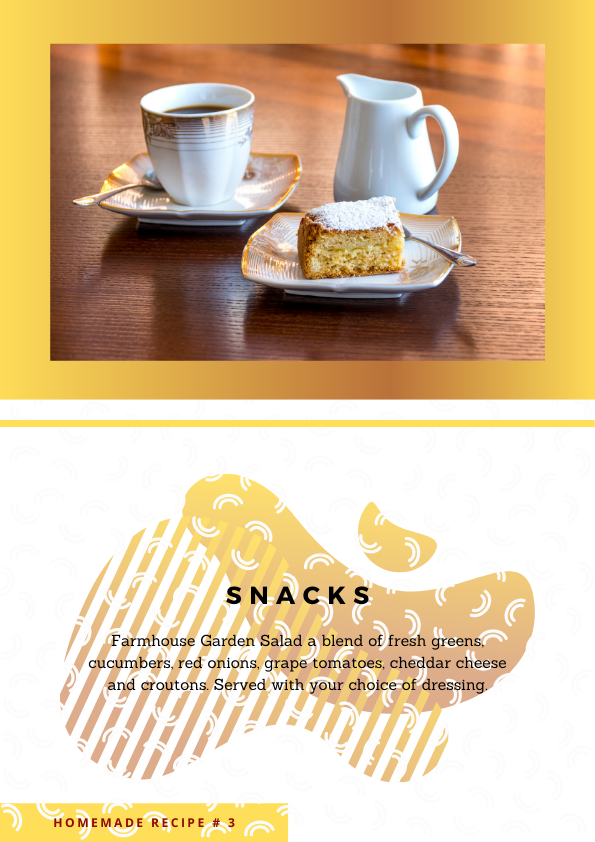 SNACKS
Farmhouse Garden Salad a blend of fresh greens,
cucumbers, red onions, grape tomatoes, cheddar cheese
and croutons. Served with your choice of dressing.
HOMEMADE RECIPE # 3